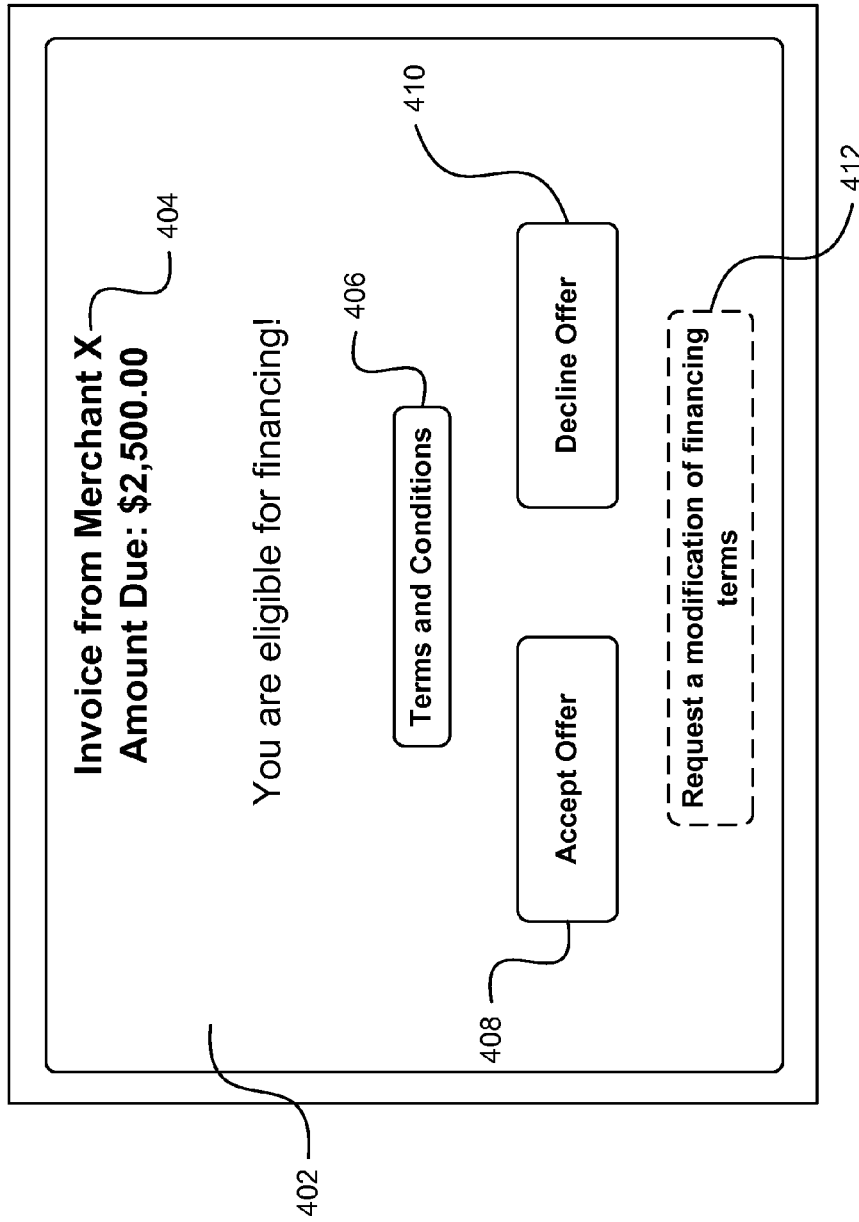 Invoice from Merchant X
Amount Due: $2,500.00
404
You are eligible for financing!
406
Terms and Conditions
402
408
Accept Offer
Decline Offer
410
Request a modification of financing
terms
412